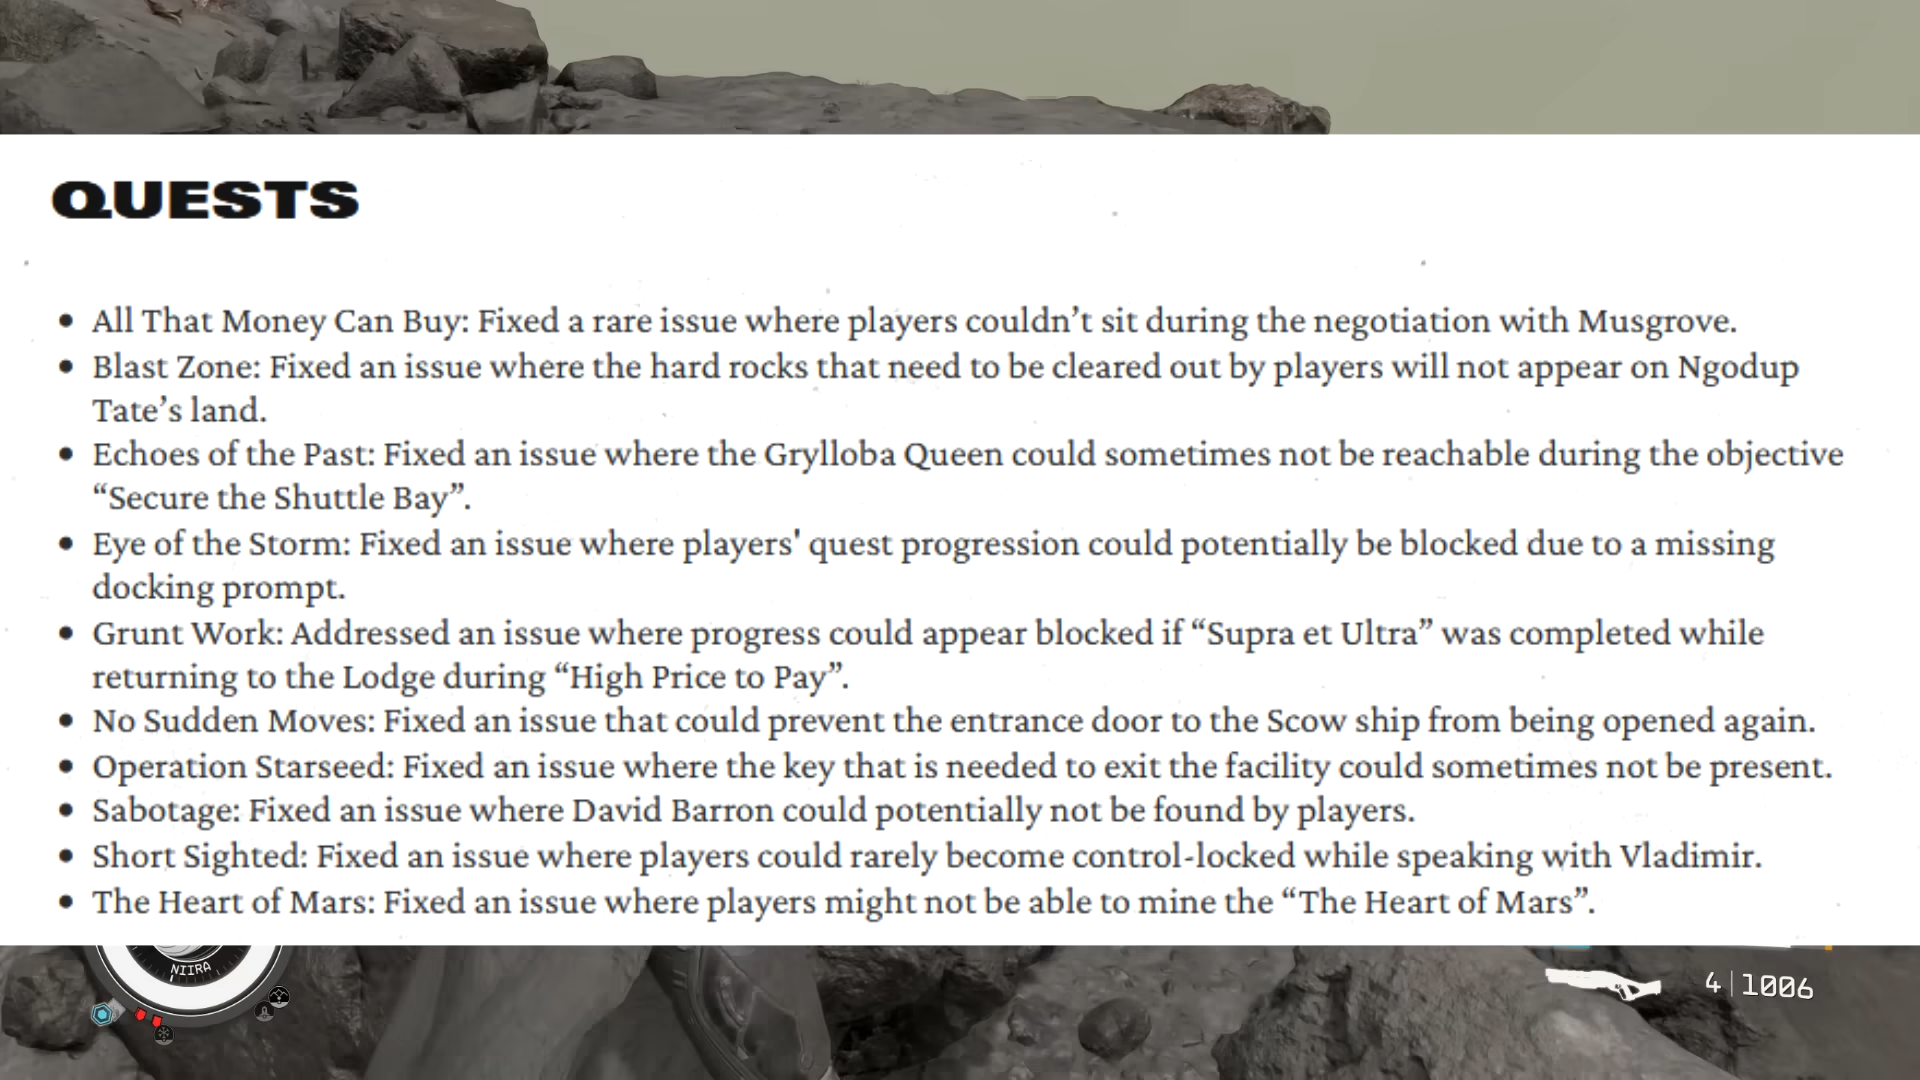 QUESTS
• All That Money Can Buy: Fixed a rare issue where players couldn’t sit during the negotiation with Musgrove.
• Blast Zone: Fixed an issue where the hard rocks that need to be cleared out by players will not appear on Ngodup
Tate’s land.
• Echoes of the Past: Fixed an issue where the Grylloba Queen could sometimes not be reachable during the objective
“Secure the Shuttle Bay”.
• Eye of the Storm: Fixed an issue where players' quest progression could potentially be blocked due to a missing
docking prompt.
• Grunt Work: Addressed an issue where progress could appear blocked if “Supra et Ultra” was completed while
returning to the Lodge during “High Price to Pay”.
• No Sudden Moves: Fixed an issue that could prevent the entrance door to the Scow ship from being opened again.
• Operation Starseed: Fixed an issue where the key that is needed to exit the facility could sometimes not be present.
• Sabotage: Fixed an issue where David Barron could potentially not be found by players.
• Short Sighted: Fixed an issue where players could rarely become control-locked while speaking with Vladimir.
• The Heart of Mars: Fixed an issue where players might not be able to mine the “The Heart of Mars”.
NIIRA
4 | 1006